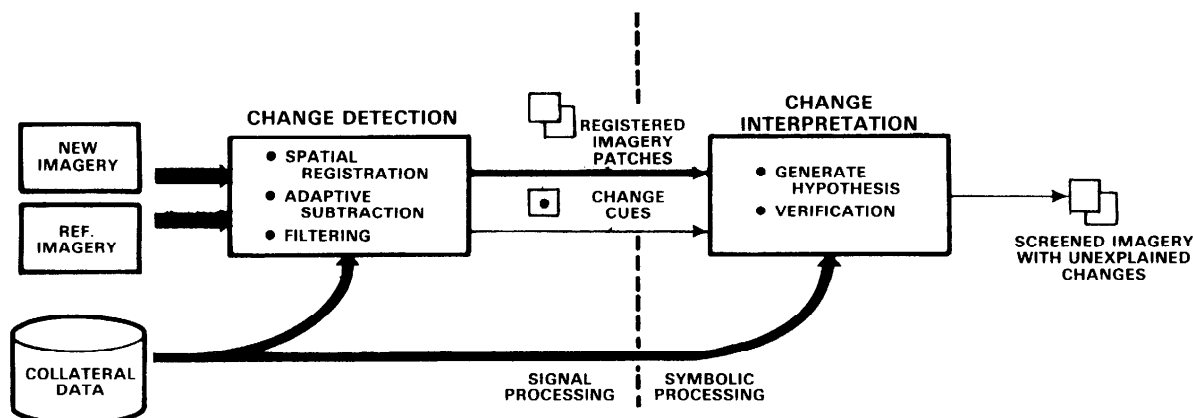 CHANGE DETECTION
NEW
IMAGERY
REF.
IMAGERY
COLLATERAL
DATA
• SPATIAL
REGISTRATION
• ADAPTIVE
SUBTRACTION
• FILTERING
REGISTERED
IMAGERY
PATCHES
CHANGE
CUES
CHANGE
INTERPRETATION
• GENERATE
HYPOTHESIS
• VERIFICATION
SCREENED IMAGERY
WITH UNEXPLAINED
CHANGES
SIGNAL
PROCESSING
SYMBOLIC
PROCESSING